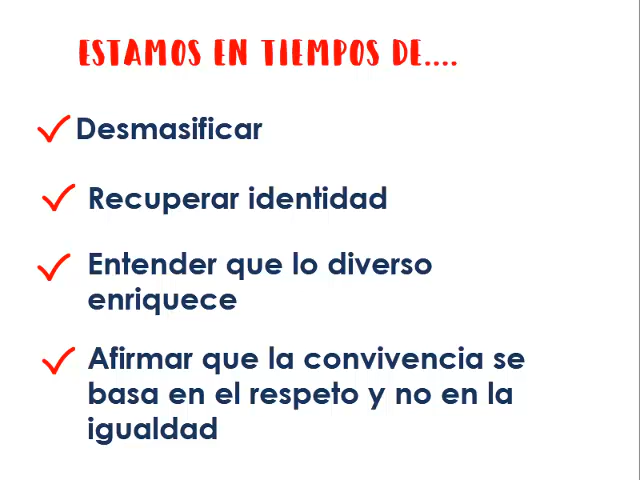 ESTAMOS EN TIEMPOS DE....
Desmasificar
Recuperar identidad
Entender que lo diverso
enriquece
Afirmar que la convivencia se
basa en el respeto y no en la
igualdad